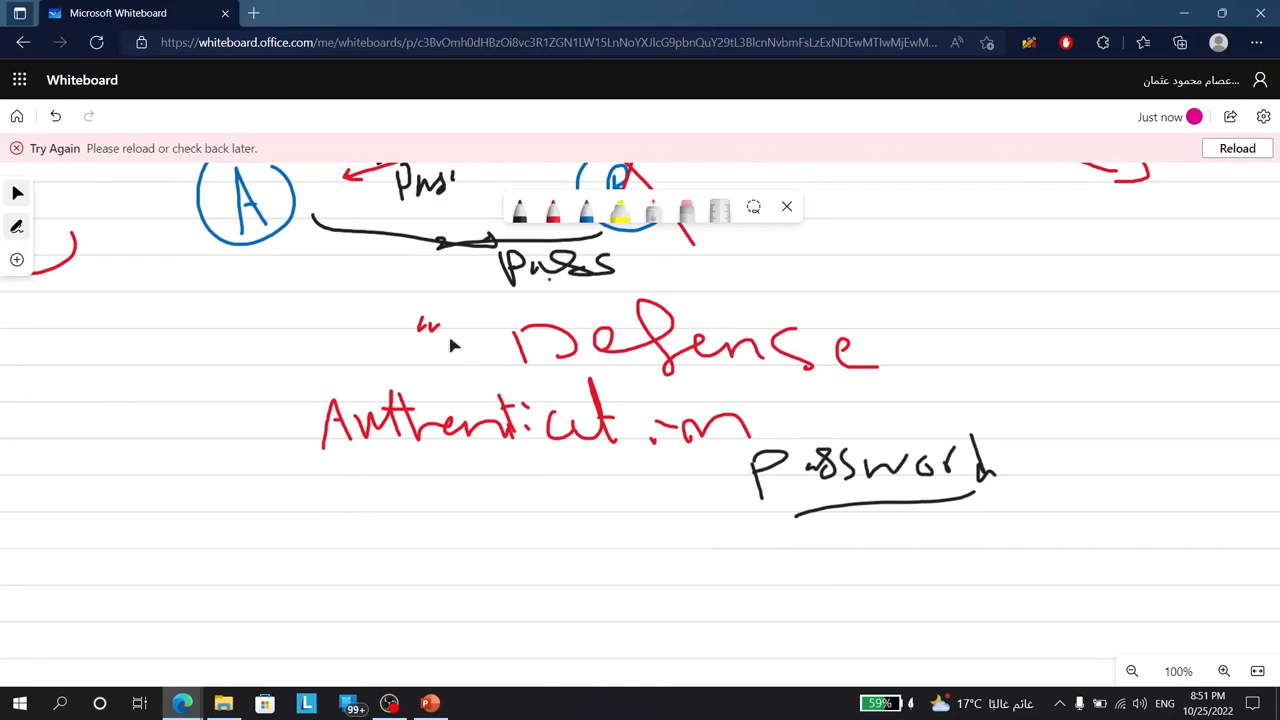 Microsoft Whiteboard
https://whiteboard.office.com/me/whiteboards/p/c3BvOmh0dHBzOi8vc3R1ZGN1LW15LnNoYXJlcG9pbnQuY29tL3BlcnNvbmFsLzExNDEwMTIwMjEwM...
Whiteboard
عصام محمود عثمان...
Just now
Try Again Please reload or check back later.
Reload
A
Pass
pass
Defense
Authentication
password
100%
L
99+
59%
17°C غائم غالبًا
8:51 PM
10/25/2022